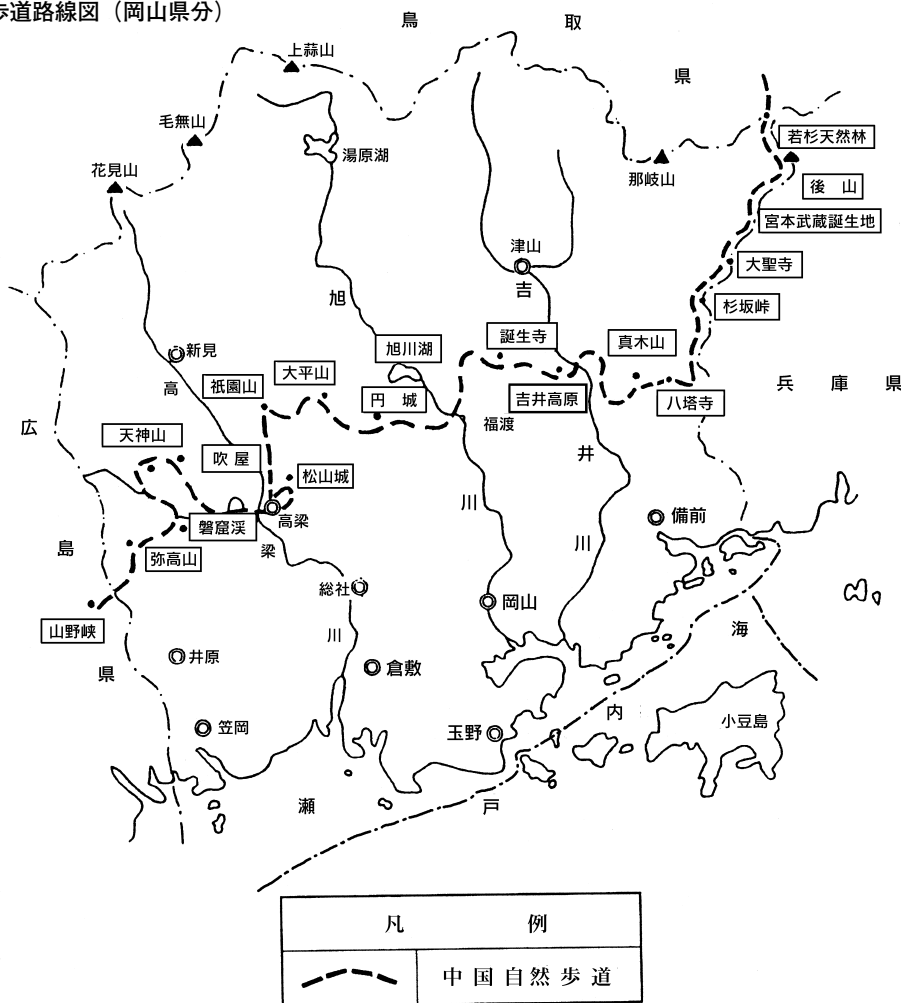 歩道路線図（岡山県分）
鳥
取
県
上蒜山
毛無山
花見山
湯原湖
那岐山
若杉天然林
後山
宮本武蔵誕生地
大聖寺
杉坂峠
津山
吉
旭
旭川湖
誕生寺
真木山
新見
高
祇園山
大平山
円城
吉井高原
八塔寺
兵庫県
福渡
広
天神山
吹屋
松山城
井
高梁
磐窟渓
梁
川
川
備前
島
弥高山
総社
岡山
山野峡
川
海
県
井原
倉敷
内
小豆島
笠岡
玉野
瀬
戸
凡例
中国自然歩道